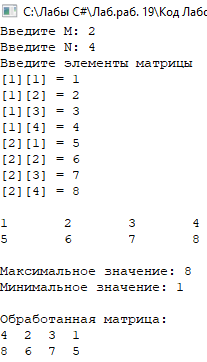 C:\Лабы C#\Лаб.раб. 19\Код Лабо
Введите M: 2
Введите N: 4
Введите элементы матрицы
[1][1] = 1
[1][2] = 2
[1][3] = 3
[1][4] = 4
[2][1] = 5
[2][2] = 6
[2][3] = 7
[2][4] = 8
1 2 3 4
5 6 7 8
Максимальное значение: 8
Минимальное значение: 1
Обработанная матрица:
4 2 3 1
8 6 7 5